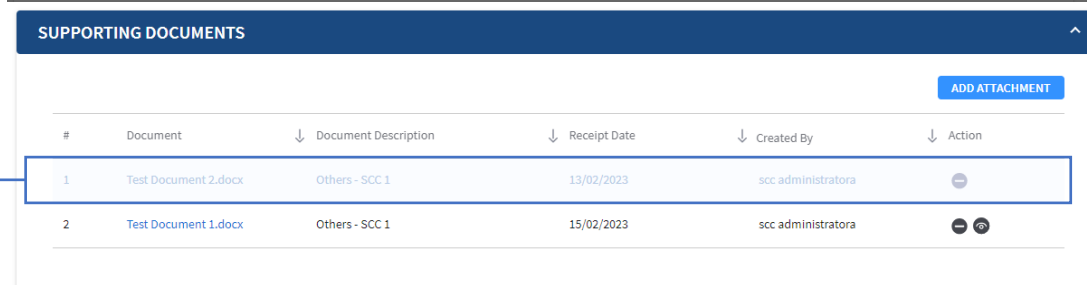 SUPPORTING DOCUMENTS
ADD ATTACHMENT
# Document Document Description Receipt Date Created By Action
1 Test Document 2.docx Others - SCC 1 13/02/2023 scc administratora
2 Test Document 1.docx Others - SCC 1 15/02/2023 scc administratora